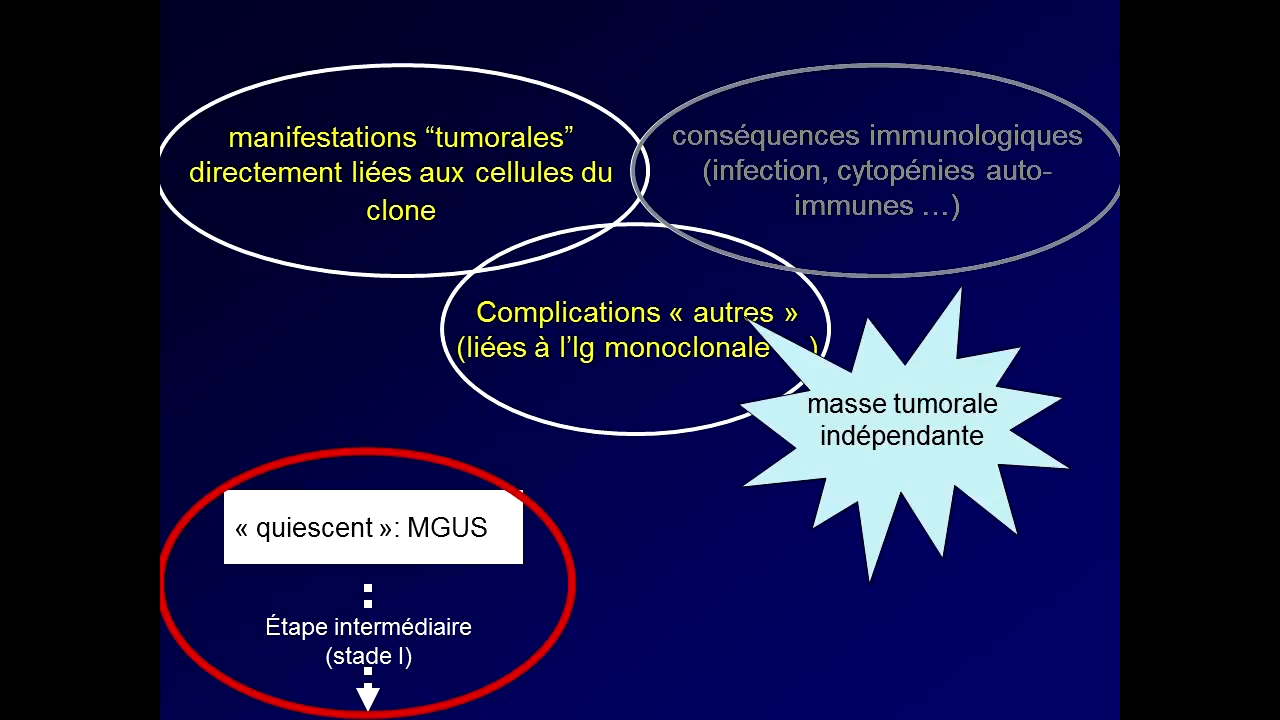 manifestations “tumorales”
directement liées aux cellules du
clone
conséquences immunologiques
(infection, cytopénies auto-
immunes …)
Complications « autres »
(liées à l’Ig monoclonale )
masse tumorale
indépendante
« quiescent »: MGUS
Étape intermédiaire
(stade I)